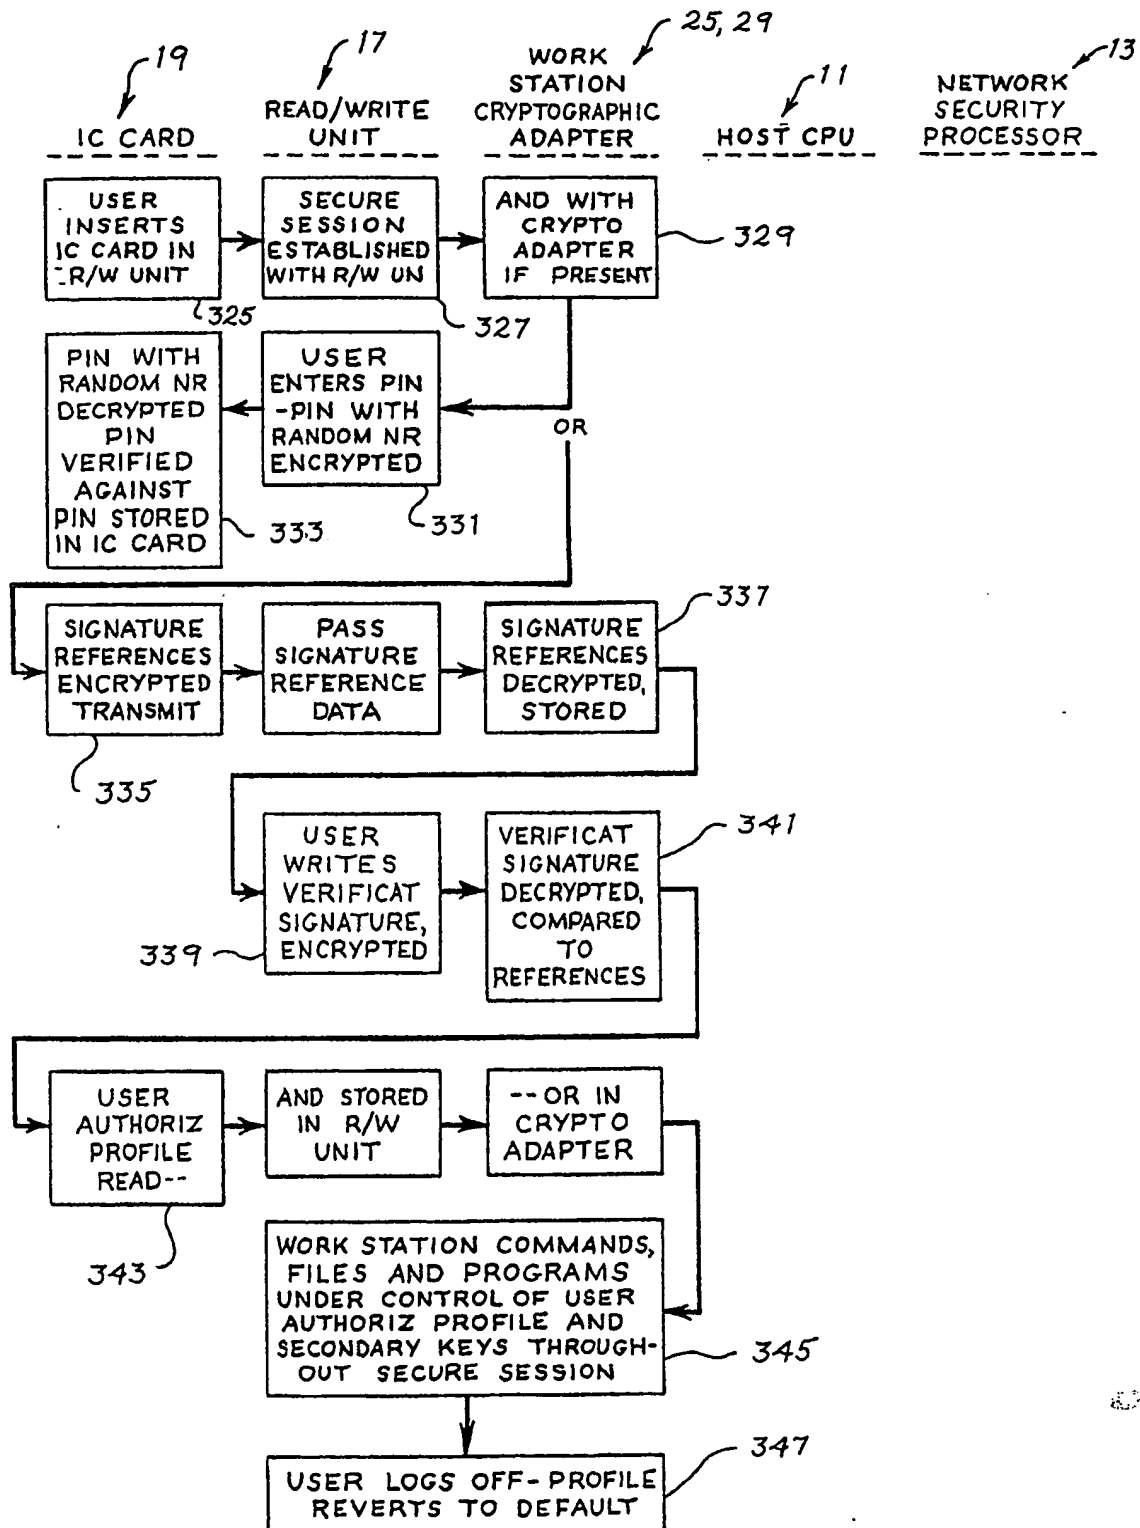 19
IC CARD
17
READ/WRITE
UNIT
25, 29
WORK
STATION
CRYPTOGRAPHIC
ADAPTER
11
HOST CPU
13
NETWORK
SECURITY
PROCESSOR
USER
INSERTS
IC CARD IN
R/W UNIT
325
SECURE
SESSION
ESTABLISHED
WITH R/W UN
327
AND WITH
CRYPTO
ADAPTER
IF PRESENT
329
PIN WITH
RANDOM NR
DECRYPTED
PIN
VERIFIED
AGAINST
PIN STORED
IN IC CARD
333
USER
ENTERS PIN
-PIN WITH
RANDOM NR
ENCRYPTED
331
OR
SIGNATURE
REFERENCES
ENCRYPTED
TRANSMIT
335
PASS
SIGNATURE
REFERENCE
DATA
SIGNATURE
REFERENCES
DECRYPTED,
STORED
337
USER
WRITES
VERIFICAT
SIGNATURE,
ENCRYPTED
339
VERIFICAT
SIGNATURE
DECRYPTED,
COMPARED
TO
REFERENCES
341
USER
AUTHORIZ
PROFILE
READ--
343
AND STORED
IN R/W
UNIT
--OR IN
CRYPTO
ADAPTER
WORK STATION COMMANDS,
FILES AND PROGRAMS
UNDER CONTROL OF USER
AUTHORIZ PROFILE AND
SECONDARY KEYS THROUGH-
OUT SECURE SESSION
345
USER LOGS OFF-PROFILE
REVERTS TO DEFAULT
347